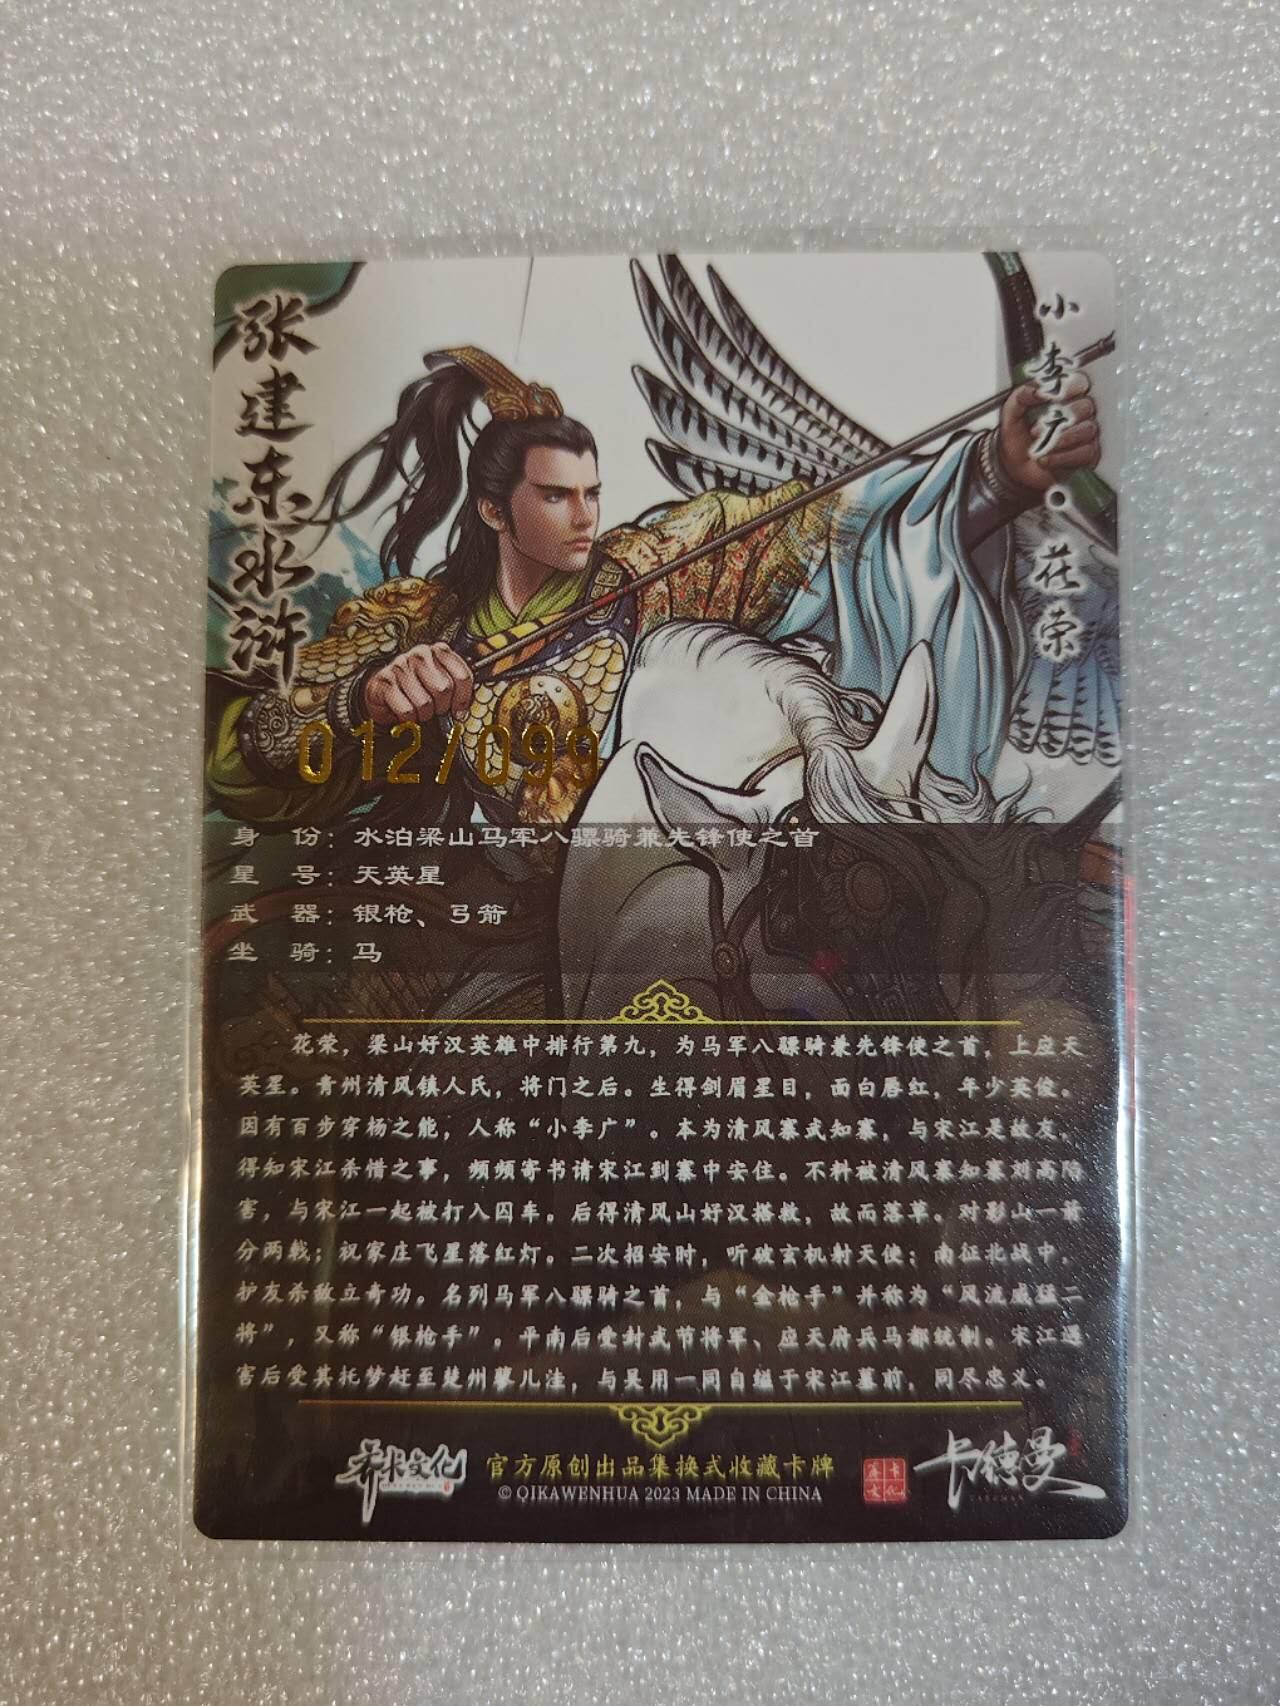 张建东水浒
小李广·花荣
012/099
身 份：水泊梁山马军八骠骑兼先锋使之首
星 号：天英星
武 器：银枪、弓箭
坐 骑：马
花荣，梁山好汉英雄中排行第九，为马军八骠骑兼先锋使之首，上应天
英星。青州清风镇人氏，将门之后。生得剑眉星目，面白唇红，年少英俊。
因有百步穿杨之能，人称“小李广”。本为清风寨武知寨，与宋江是故友，
得知宋江杀惜之事，频频寄书请宋江到寨中安住。不料被清风寨知寨刘高陷
害，与宋江一起被打入囚车。后得清风山好汉搭救，故而落草。对影山一箭
分两戟；祝家庄飞星落红灯。二次招安时，听破玄机射天使；南征北战中，
护友杀敌立奇功。名列马军八骠骑之首，与“金枪手”并称为“风流威猛二
将”，又称“银枪手”。平南后受封武节将军、应天府兵马都统制。宋江遇
害后受其托梦赶至楚州蓼儿洼，与吴用一同自缢于宋江墓前，同尽忠义。
齐卡文化
官方原创出品集换式收藏卡牌
© QIKAWENHUA 2023 MADE IN CHINA
卡德曼